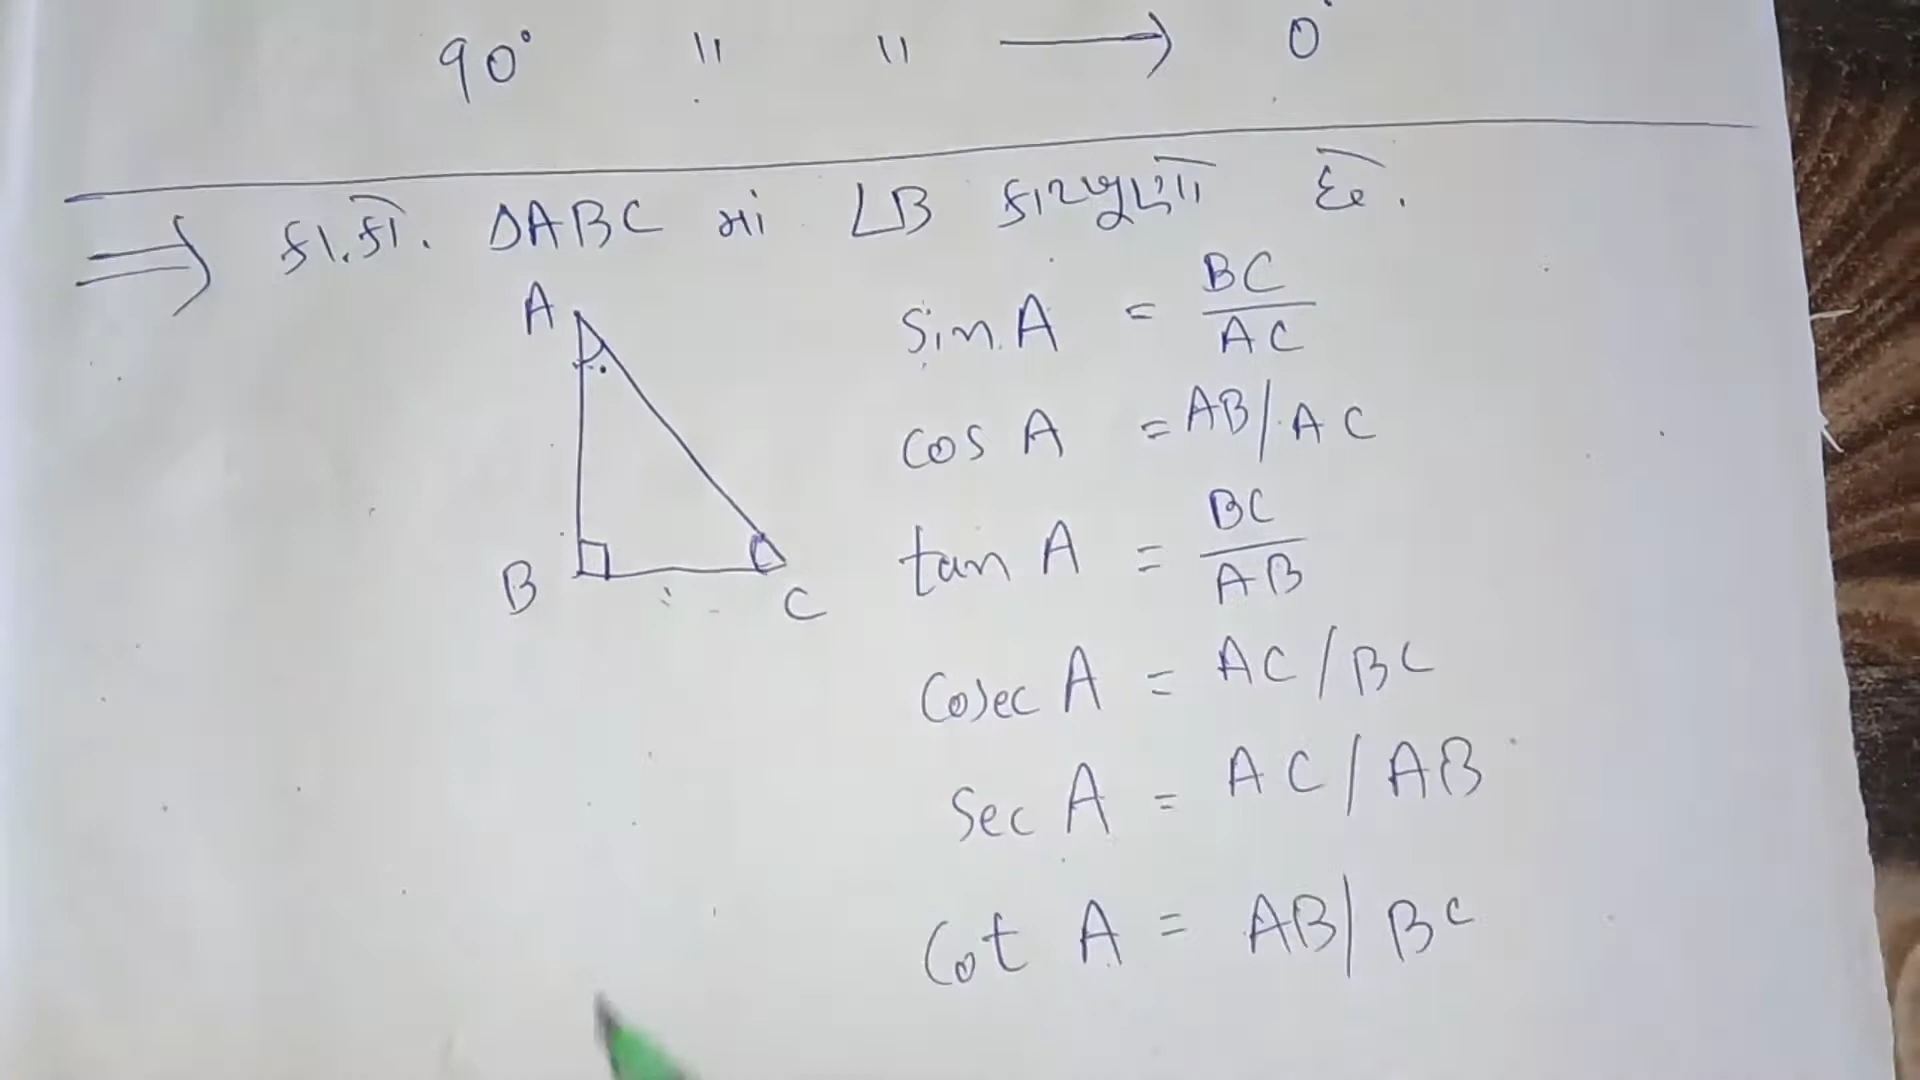 90° " " → 0°
⇒ કા.કો. ΔABC માં ∠B કાટખૂણો છે.
A
B
C
Sin A = BC/AC
Cos A = AB/AC
tan A = BC/AB
Cosec A = AC/BC
Sec A = AC/AB
Cot A = AB/BC